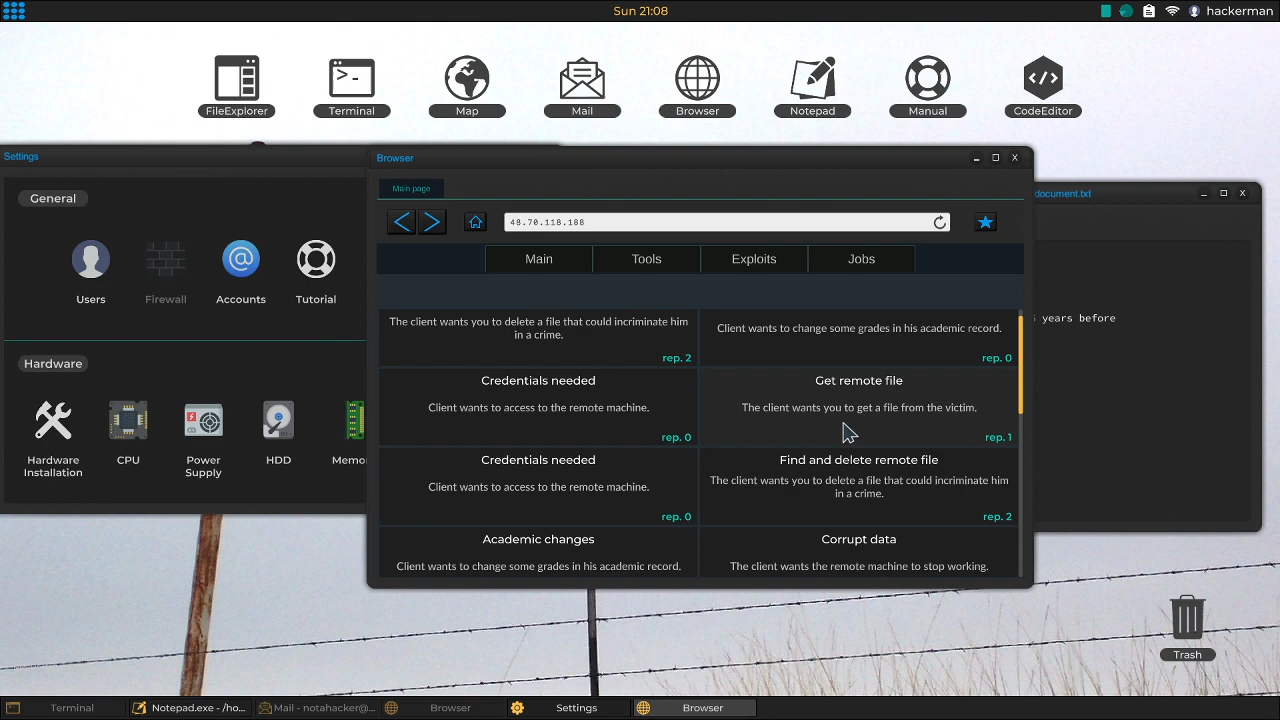 Sun 21:08
hackerman
FileExplorer
Terminal
Map
Mail
Browser
Notepad
Manual
CodeEditor
Settings
General
Users
Firewall
Accounts
Tutorial
Hardware
Hardware
Installation
CPU
Power
Supply
HDD
Memo
Browser
Main page
48.70.118.188
Main
Tools
Exploits
Jobs
The client wants you to delete a file that could incriminate him
in a crime.
rep. 2
Client wants to change some grades in his academic record.
rep. 0
Credentials needed
Client wants to access to the remote machine.
rep. 0
Get remote file
The client wants you to get a file from the victim.
rep. 1
Credentials needed
Client wants to access to the remote machine.
rep. 0
Find and delete remote file
The client wants you to delete a file that could incriminate him
in a crime.
rep. 2
Academic changes
Client wants to change some grades in his academic record.
Corrupt data
The client wants the remote machine to stop working.
document.txt
years before
Trash
Terminal
Notepad.exe - /ho...
Mail - notahacker@...
Browser
Settings
Browser